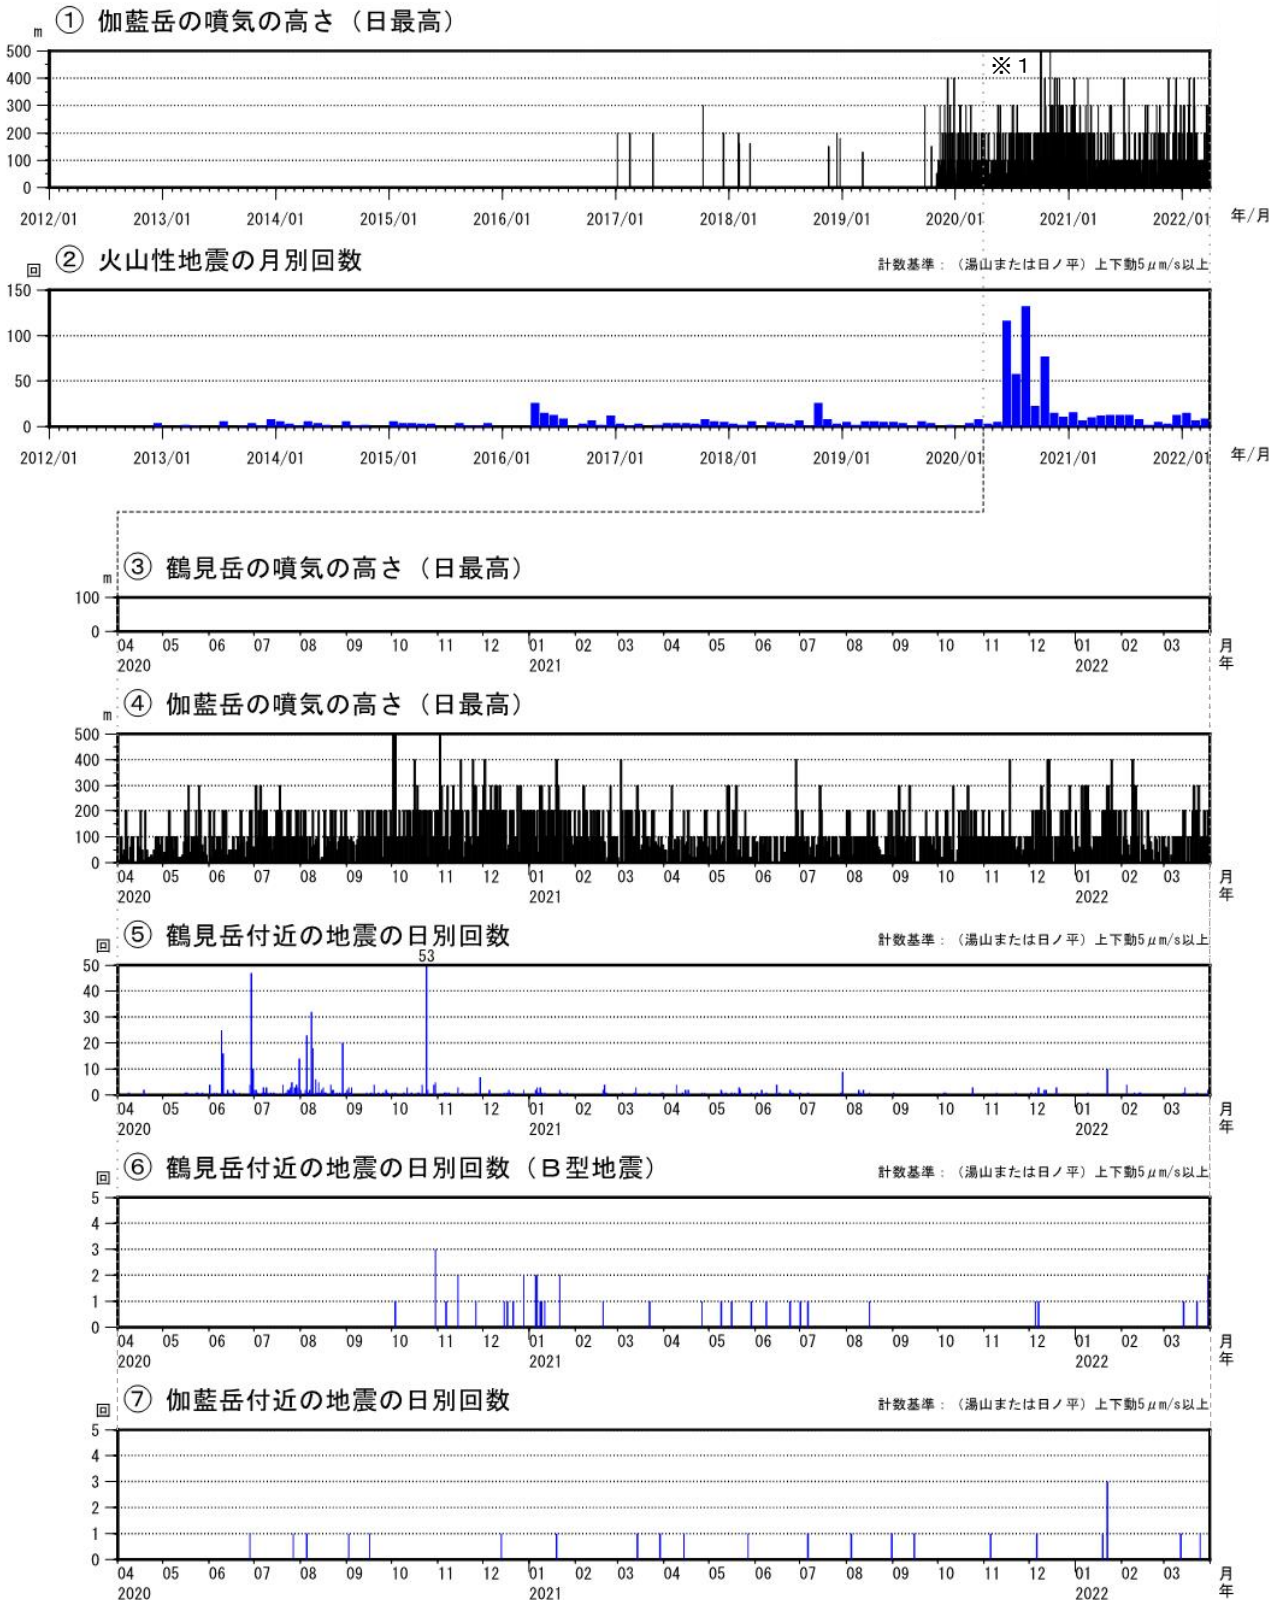 ① 伽藍岳の噴気の高さ（日最高）
m
※1
500
400
300
200
100
0
2012/01 2013/01 2014/01 2015/01 2016/01 2017/01 2018/01 2019/01 2020/01 2021/01 2022/01 年/月
② 火山性地震の月別回数
回
計数基準：（湯山または日ノ平）上下動5μm/s以上
150
100
50
0
2012/01 2013/01 2014/01 2015/01 2016/01 2017/01 2018/01 2019/01 2020/01 2021/01 2022/01 年/月
③ 鶴見岳の噴気の高さ（日最高）
m
100
0
04 05 06 07 08 09 10 11 12 01 02 03 04 05 06 07 08 09 10 11 12 01 02 03 月
2020 2021 2022 年
④ 伽藍岳の噴気の高さ（日最高）
m
500
400
300
200
100
0
04 05 06 07 08 09 10 11 12 01 02 03 04 05 06 07 08 09 10 11 12 01 02 03 月
2020 2021 2022 年
⑤ 鶴見岳付近の地震の日別回数
回
計数基準：（湯山または日ノ平）上下動5μm/s以上
53
50
40
30
20
10
0
04 05 06 07 08 09 10 11 12 01 02 03 04 05 06 07 08 09 10 11 12 01 02 03 月
2020 2021 2022 年
⑥ 鶴見岳付近の地震の日別回数（Ｂ型地震）
回
計数基準：（湯山または日ノ平）上下動5μm/s以上
5
4
3
2
1
0
04 05 06 07 08 09 10 11 12 01 02 03 04 05 06 07 08 09 10 11 12 01 02 03 月
2020 2021 2022 年
⑦ 伽藍岳付近の地震の日別回数
回
計数基準：（湯山または日ノ平）上下動5μm/s以上
5
4
3
2
1
0
04 05 06 07 08 09 10 11 12 01 02 03 04 05 06 07 08 09 10 11 12 01 02 03 月
2020 2021 2022 年